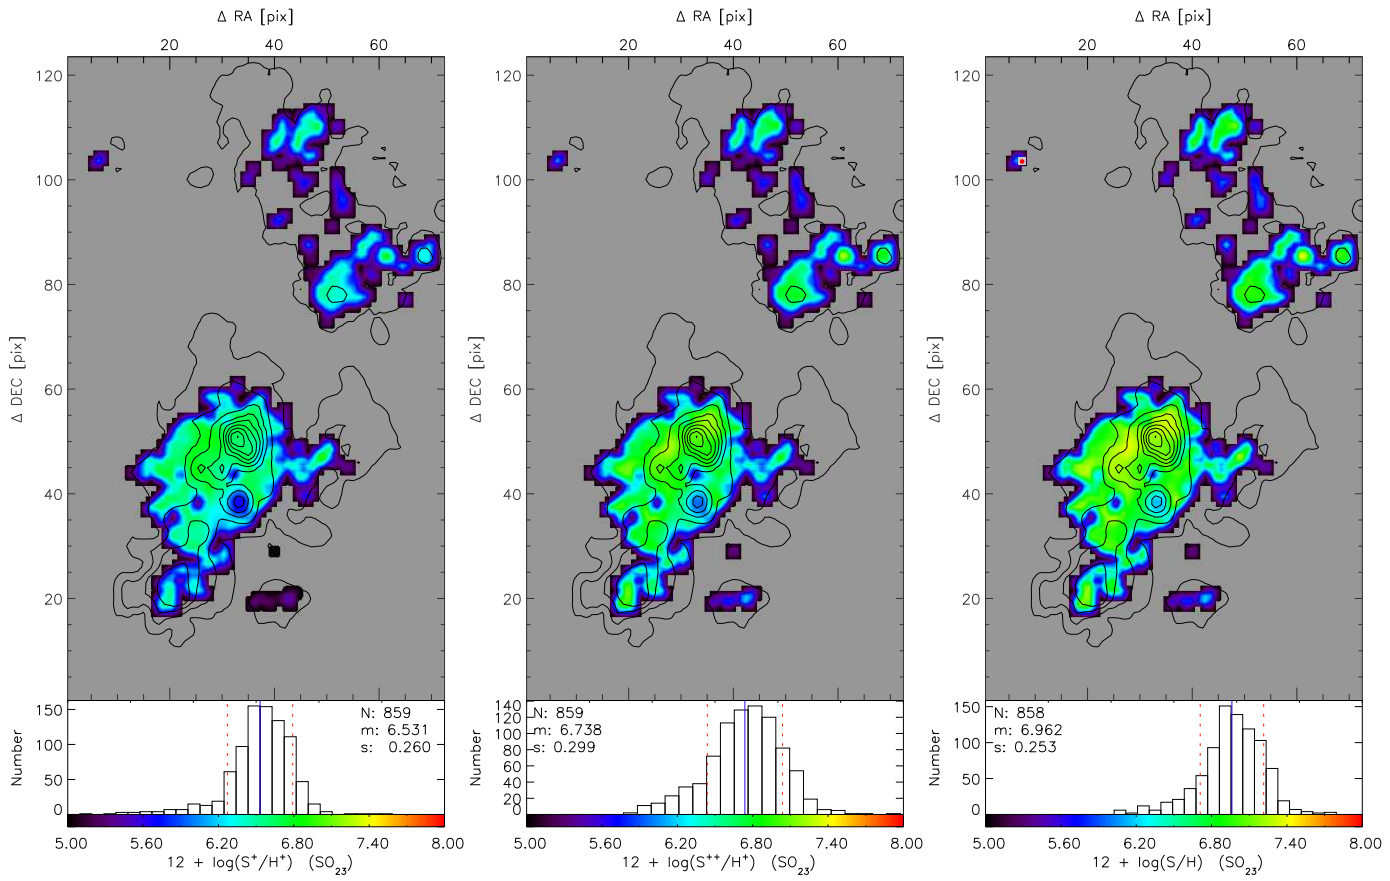 Δ RA [pix]
Δ RA [pix]
Δ RA [pix]
20 40 60
20 40 60
20 40 60
120
100
80
60
40
20
Δ DEC [pix]
120
100
80
60
40
20
Δ DEC [pix]
120
100
80
60
40
20
Δ DEC [pix]
150
100
50
0
Number
N: 859
m: 6.531
s: 0.260
140
120
100
80
60
40
20
0
Number
N: 859
m: 6.738
s: 0.299
150
100
50
0
Number
N: 858
m: 6.962
s: 0.253
5.00 5.60 6.20 6.80 7.40 8.00
12 + log(S⁺/H⁺) (SO₂₃)
5.00 5.60 6.20 6.80 7.40 8.00
12 + log(S⁺⁺/H⁺) (SO₂₃)
5.00 5.60 6.20 6.80 7.40 8.00
12 + log(S/H) (SO₂₃)